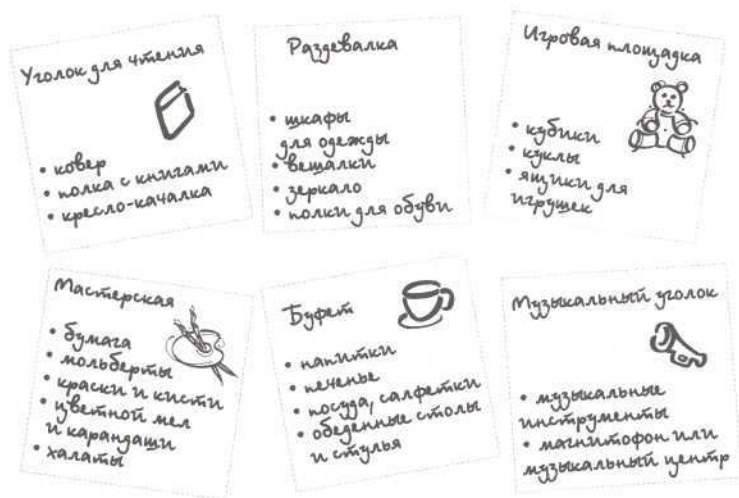 Уголок для чтения
• ковер
• полка с книгами
• кресло-качалка
Раздевалка
• шкафы
для одежды
• вешалки
• зеркало
• полки для обуви
Игровая площадка
• кубики
• куклы
• ящики для
игрушек
Мастерская
• бумага
• мольберты
• краски и кисти
• цветной мел
и карандаши
• халаты
Буфет
• напитки
• печенье
• посуда, салфетки
• обеденные столы
и стулья
Музыкальный уголок
• музыкальные
инструменты
• магнитофон или
музыкальный центр